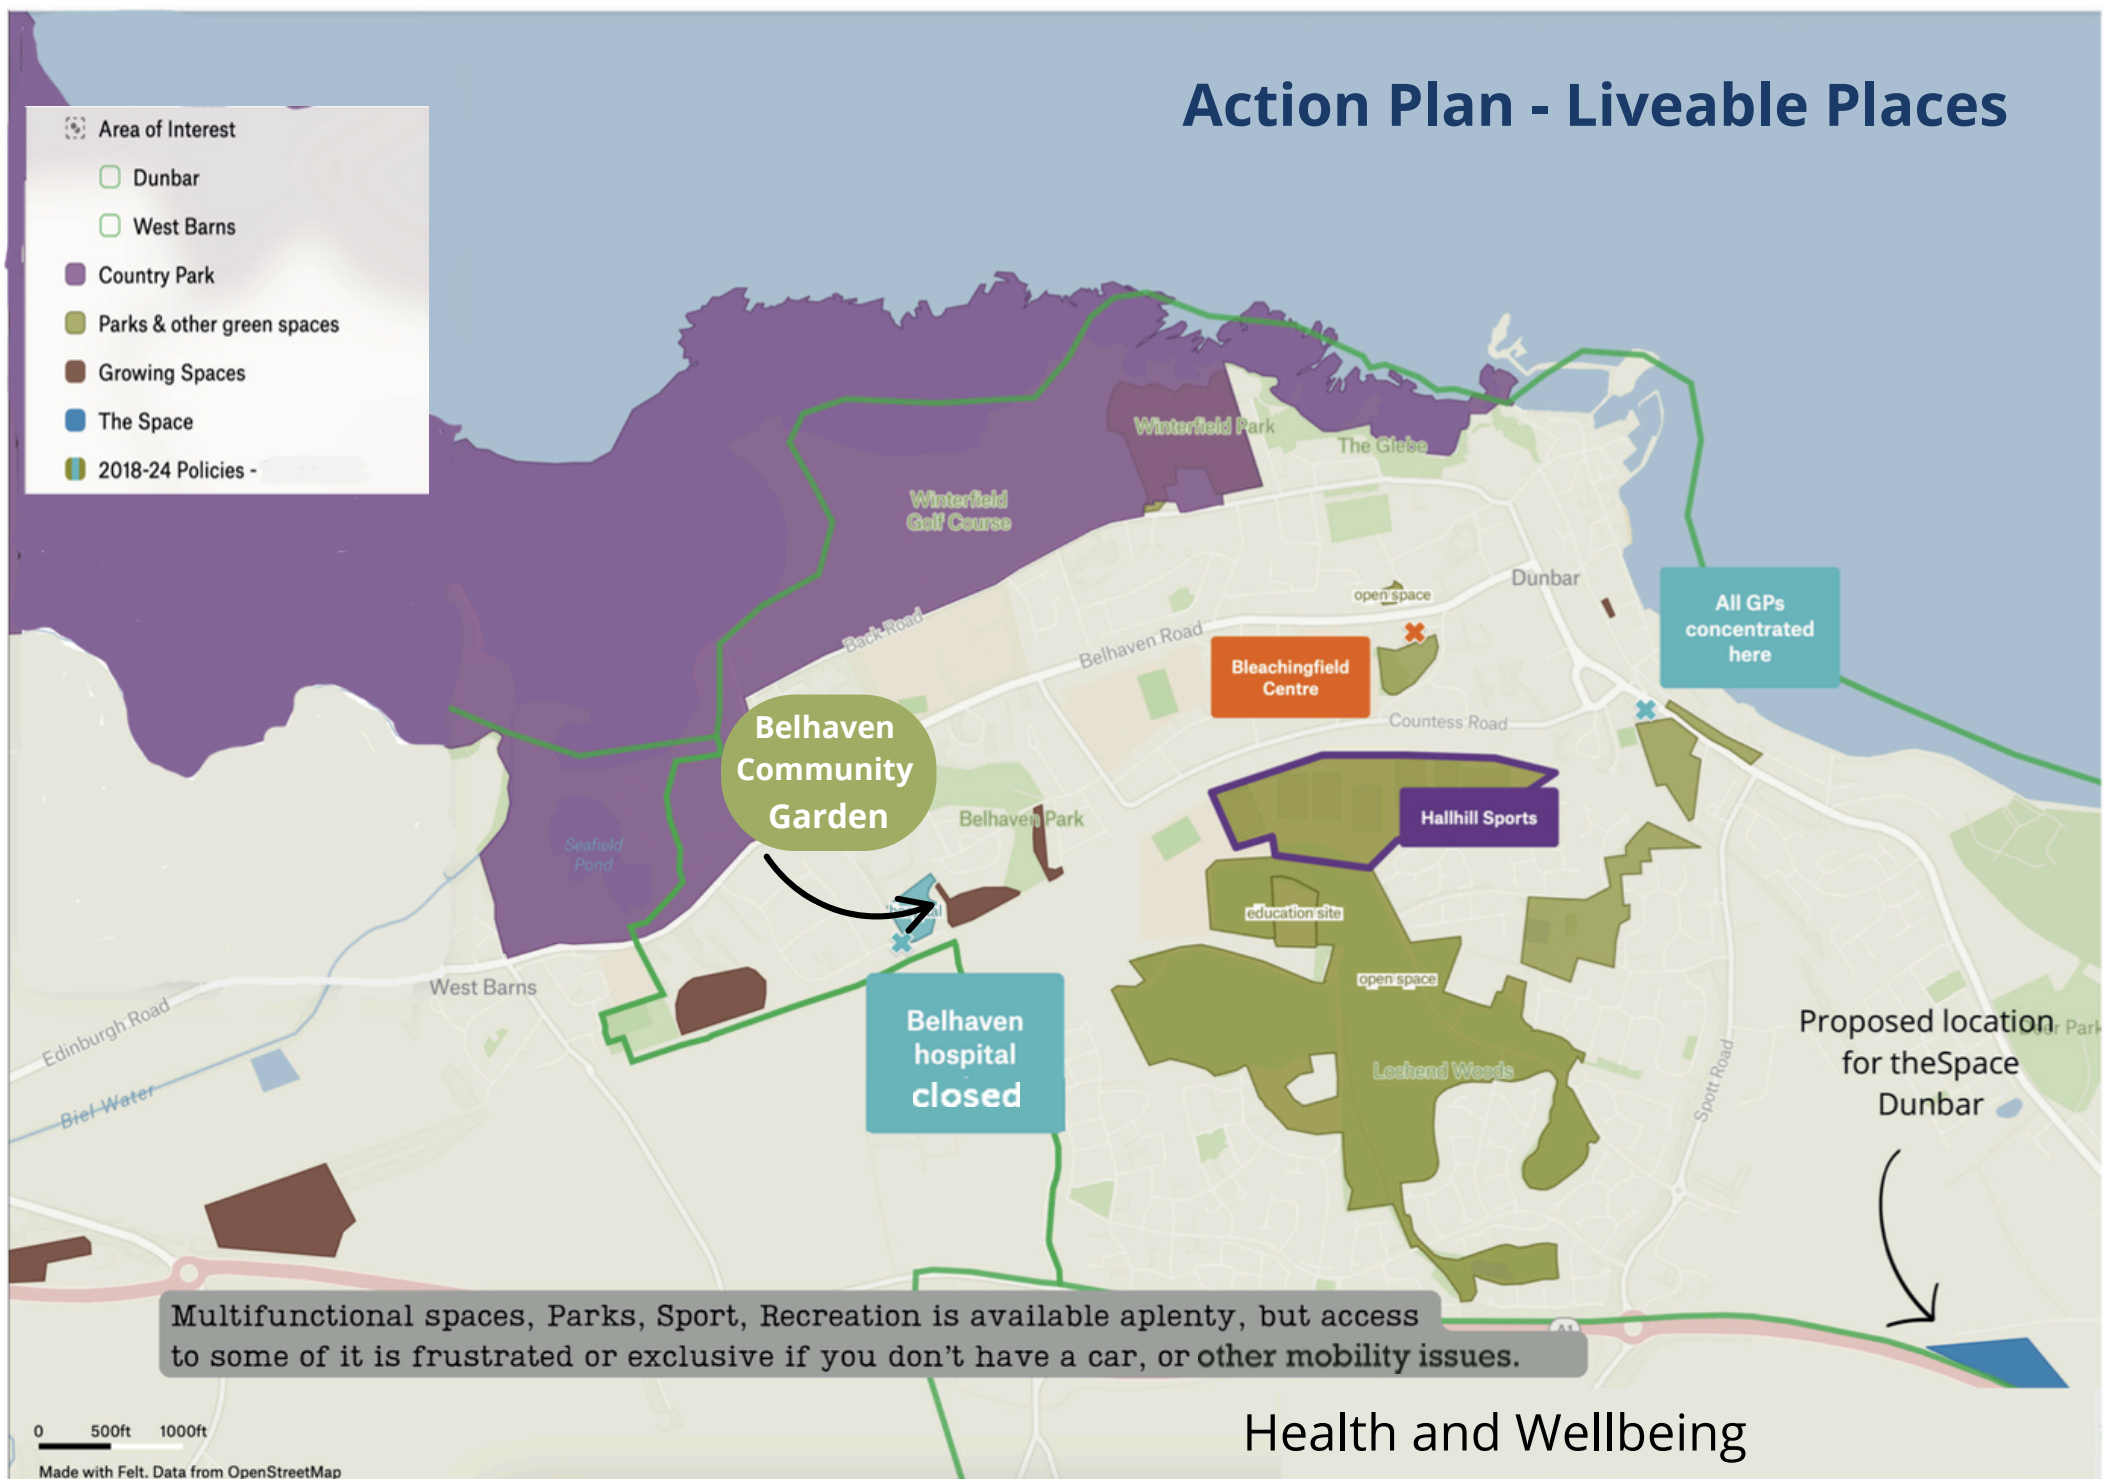 Action Plan - Liveable Places
Area of Interest
Dunbar
West Barns
Country Park
Parks & other green spaces
Growing Spaces
The Space
2018-24 Policies -
Winterfield Park
The Glebe
Winterfield
Golf Course
Dunbar
open space
All GPs
concentrated
here
Back Road
Belhaven Road
Bleachingfield
Centre
Countess Road
Belhaven
Community
Garden
Belhaven Park
Hallhill Sports
Seafield
Pond
education site
open space
West Barns
Edinburgh Road
Biel Water
Belhaven
hospital
closed
Lochend Woods
Spott Road
Proposed location
for theSpace
Dunbar
Park
Multifunctional spaces, Parks, Sport, Recreation is available aplenty, but access
to some of it is frustrated or exclusive if you don't have a car, or other mobility issues.
A1
0 500ft 1000ft
Health and Wellbeing
Made with Felt. Data from OpenStreetMap